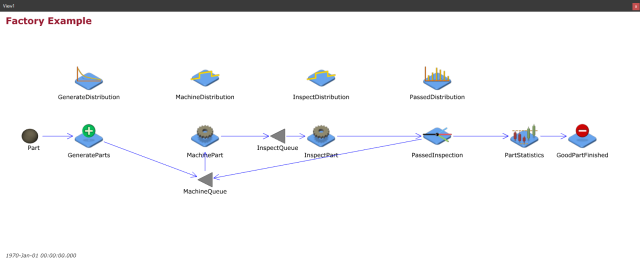 View1
Factory Example
GenerateDistribution
MachineDistribution
InspectDistribution
PassedDistribution
Part
GenerateParts
MachinePart
InspectQueue
InspectPart
PassedInspection
PartStatistics
GoodPartFinished
MachineQueue
1970-Jan-01 00:00:00.000